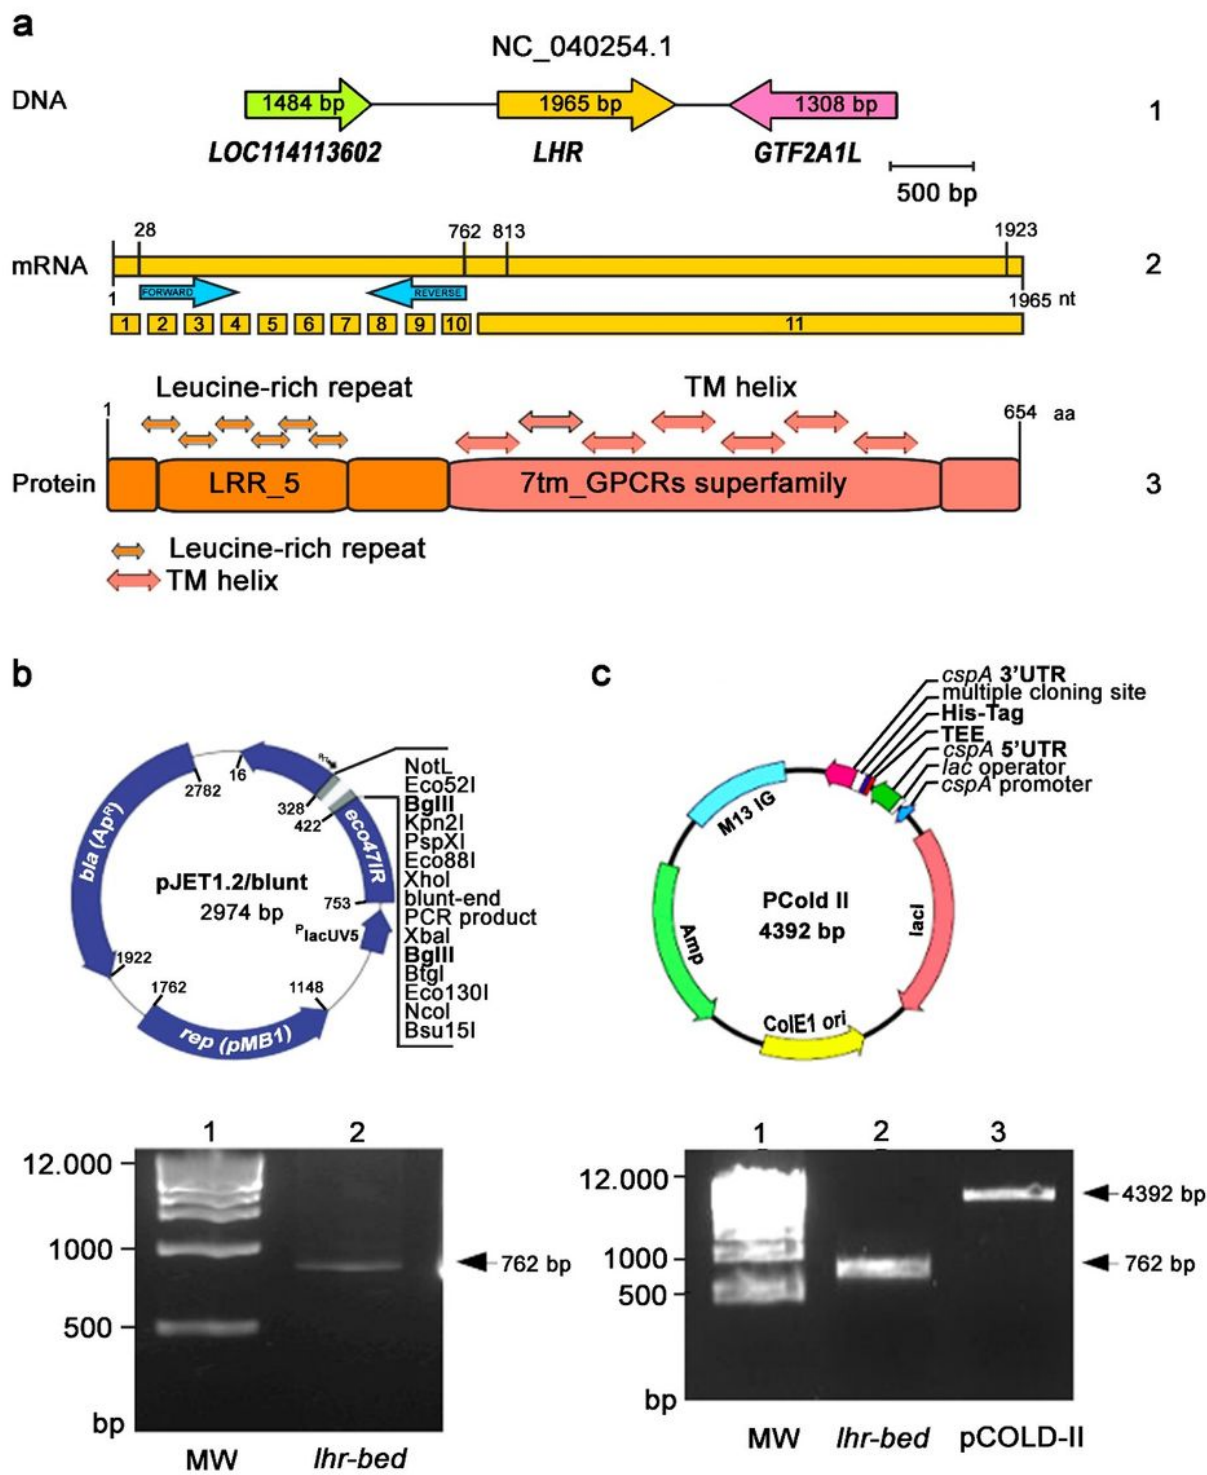 a
NC_040254.1
DNA
1484 bp
1965 bp
1308 bp
1
LOC114113602
LHR
GTF2A1L
500 bp
28
762
813
1923
mRNA
2
FORWARD
REVERSE
1
1965 nt
1
2
3
4
5
6
7
8
9
10
11
Leucine-rich repeat
TM helix
1
654 aa
Protein
LRR_5
7tm_GPCRs superfamily
3
Leucine-rich repeat
TM helix
b
2782
16
328
422
eco47IR
bla (ApR)
pJET1.2/blunt
2974 bp
753
PlacUV5
1922
1762
1148
rep (pMB1)
NotL
Eco52I
BglII
Kpn2I
PspXI
Eco88I
XhoI
blunt-end
PCR product
XbaI
BglII
BtgI
Eco130I
NcoI
Bsu15I
c
cspA 3'UTR
multiple cloning site
His-Tag
TEE
cspA 5'UTR
lac operator
cspA promoter
M13 IG
PCold II
4392 bp
lacI
Amp
ColE1 ori
1
2
12.000
1000
762 bp
500
bp
MW
lhr-bed
1
2
3
12.000
4392 bp
1000
762 bp
500
bp
MW
lhr-bed
pCOLD-II